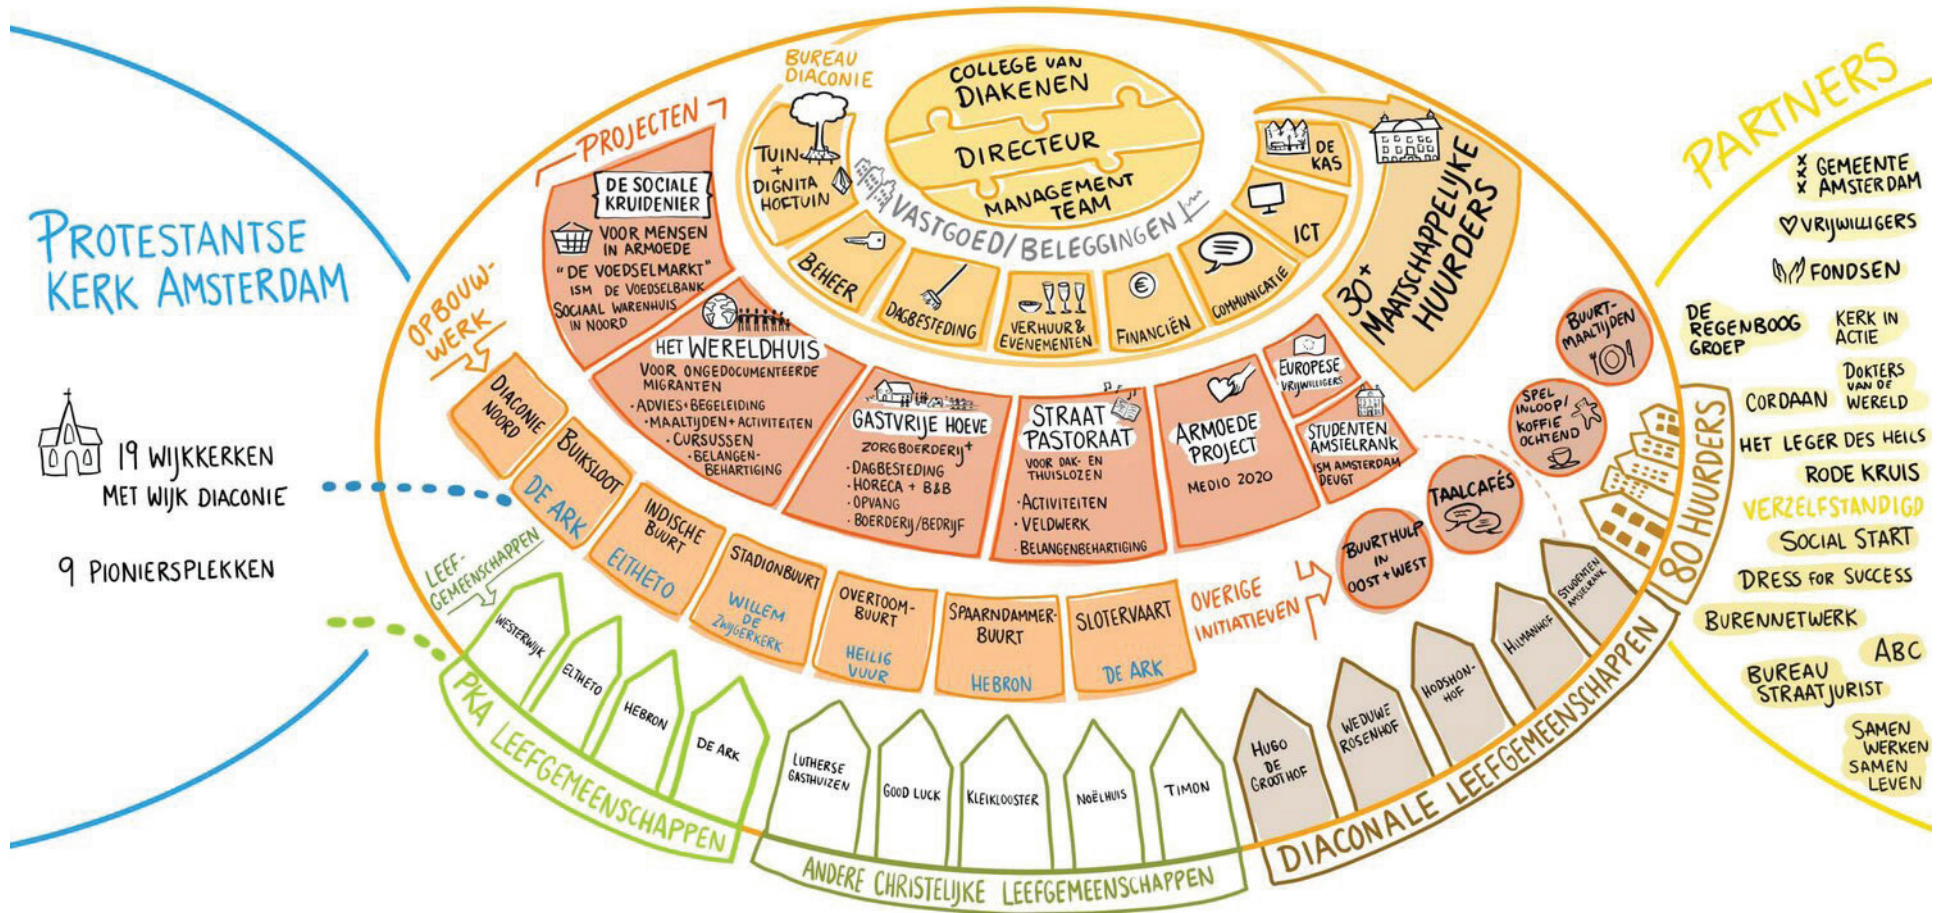 PROTESTANTSE
KERK AMSTERDAM
19 WIJKKERKEN
MET WIJK DIACONIE
9 PIONIERSPLEKKEN
BUREAU
DIACONIE
COLLEGE VAN
DIAKENEN
DIRECTEUR
MANAGEMENT
TEAM
VASTGOED/BELEGGINGEN
TUIN
+
DIGNITA
HOFTUIN
BEHEER
DAGBESTEDING
VERHUUR &
EVENEMENTEN
€
FINANCIËN
COMMUNICATIE
ICT
DE
KAS
30+
MAATSCHAPPELIJKE
HUURDERS
PROJECTEN
DE SOCIALE
KRUIDENIER
VOOR MENSEN
IN ARMOEDE
"DE VOEDSELMARKT"
ISM DE VOEDSELBANK
SOCIAAL WARENHUIS
IN NOORD
HET WERELDHUIS
VOOR ONGEDOCUMENTEERDE
MIGRANTEN
• ADVIES+BEGELEIDING
• MAALTIJDEN + ACTIVITEITEN
• CURSUSSEN
• BELANGEN-
BEHARTIGING
GASTVRIJE HOEVE
ZORGBOERDERIJ+
• DAGBESTEDING
• HORECA + B&B
• OPVANG
• BOERDERIJ/BEDRIJF
STRAAT
PASTORAAT
VOOR DAK- EN
THUISLOZEN
• ACTIVITEITEN
• VELDWERK
• BELANGENBEHARTIGING
ARMOEDE
PROJECT
MEDIO 2020
EUROPESE
VRIJWILLIGERS
STUDENTEN
AMSTELRANK
ISM AMSTERDAM
DEUGT
OPBOUW-
WERK
DIACONIE
NOORD
BUIKSLOOT
DE ARK
INDISCHE
BUURT
ELTHETO
STADIONBUURT
WILLEM
DE
ZWIJGERKERK
OVERTOOM-
BUURT
HEILIG
VUUR
SPAARNDAMMER-
BUURT
HEBRON
SLOTERVAART
DE ARK
OVERIGE
INITIATIEVEN
BUURTHULP
IN
OOST + WEST
TAALCAFÉS
SPEL
INLOOP/
KOFFIE
OCHTEND
BUURT-
MAALTIJDEN
LEEF-
GEMEENSCHAPPEN
WESTERWIJK
ELTHETO
HEBRON
DE ARK
PKA LEEFGEMEENSCHAPPEN
LUTHERSE
GASTHUIZEN
GOOD LUCK
KLEIKLOOSTER
NOËLHUIS
TIMON
ANDERE CHRISTELIJKE LEEFGEMEENSCHAPPEN
HUGO
DE
GROOTHOF
WEDUWE
ROSENHOF
HODSHON-
HOF
HILMANHOF
STUDENTEN
AMSTELRANK
DIACONALE LEEFGEMEENSCHAPPEN
80 HUURDERS
PARTNERS
XXX GEMEENTE
AMSTERDAM
VRIJWILLIGERS
FONDSEN
DE
REGENBOOG
GROEP
KERK IN
ACTIE
CORDAAN
DOKTERS
VAN DE
WERELD
HET LEGER DES HEILS
RODE KRUIS
VERZELFSTANDIGD
SOCIAL START
DRESS FOR SUCCESS
BURENNETWERK
ABC
BUREAU
STRAATJURIST
SAMEN
WERKEN
SAMEN
LEVEN